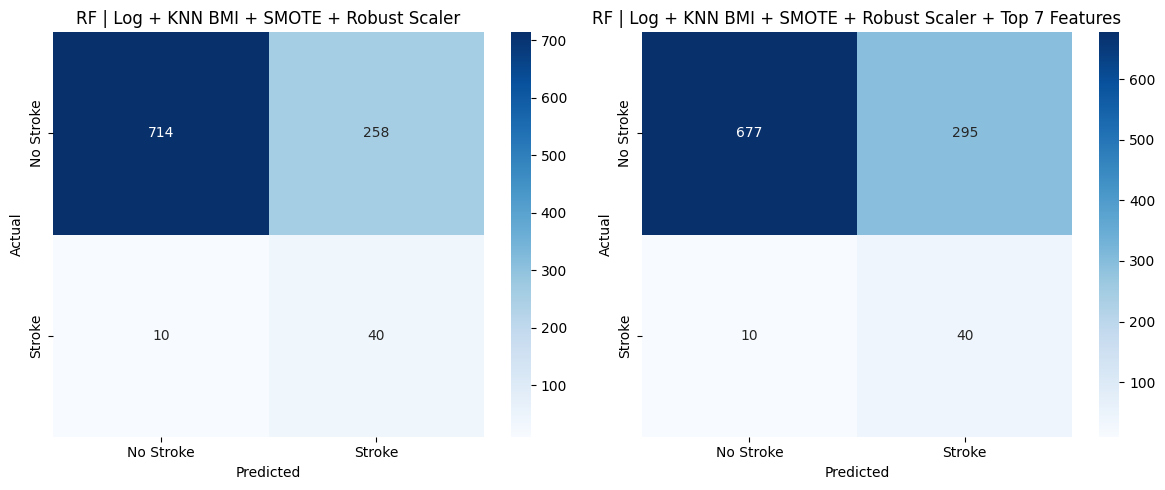 RF | Log + KNN BMI + SMOTE + Robust Scaler
No Stroke
Stroke
Actual
714
258
10
40
No Stroke
Stroke
Predicted
700
600
500
400
300
200
100
RF | Log + KNN BMI + SMOTE + Robust Scaler + Top 7 Features
No Stroke
Stroke
Actual
677
295
10
40
No Stroke
Stroke
Predicted
600
500
400
300
200
100